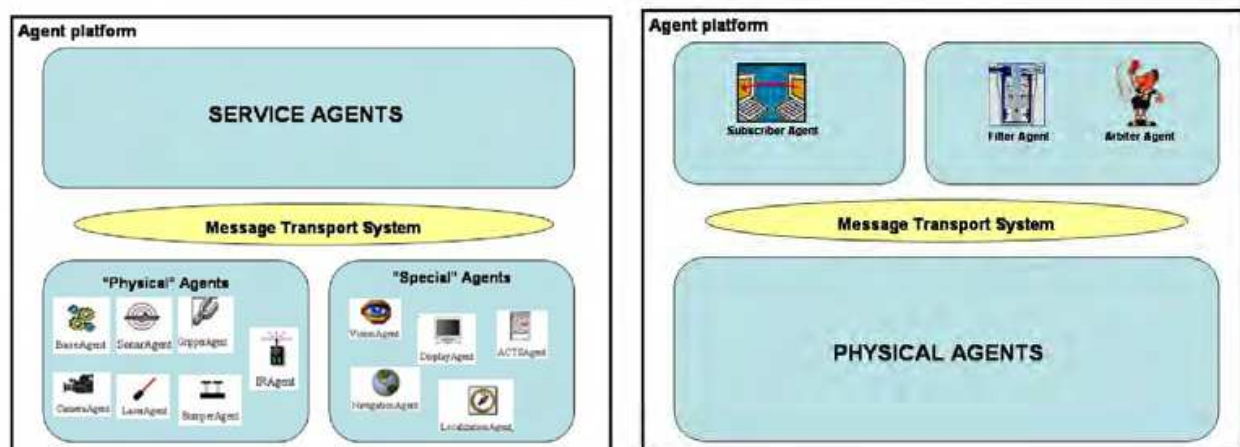 Agent platform
SERVICE AGENTS
Message Transport System
"Physical" Agents
BaseAgent SonarAgent GripperAgent
IRAgent
CameraAgent LaserAgent BumperAgent
"Special" Agents
VisionAgent
DisplayAgent
ACTSAgent
NavigationAgent
LocalizationAgent
Agent platform
Subscriber Agent
Filter Agent
Arbiter Agent
Message Transport System
PHYSICAL AGENTS